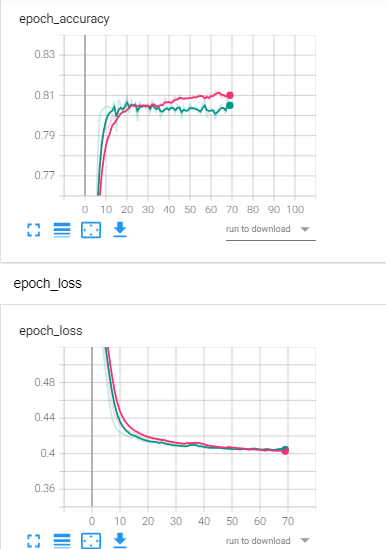 epoch_accuracy
0.83
0.81
0.79
0.77
0 10 20 30 40 50 60 70 80 90 100
run to download
epoch_loss
epoch_loss
0.48
0.44
0.4
0.36
0 10 20 30 40 50 60 70
run to download